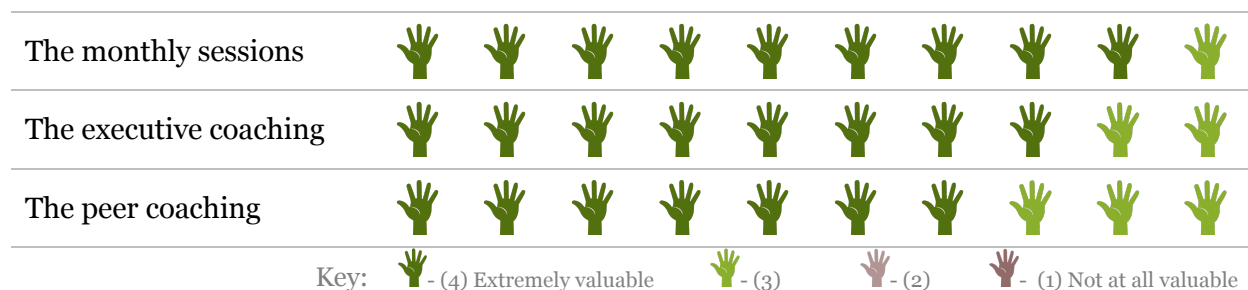 The monthly sessions
The executive coaching
The peer coaching
Key: - (4) Extremely valuable - (3) - (2) - (1) Not at all valuable